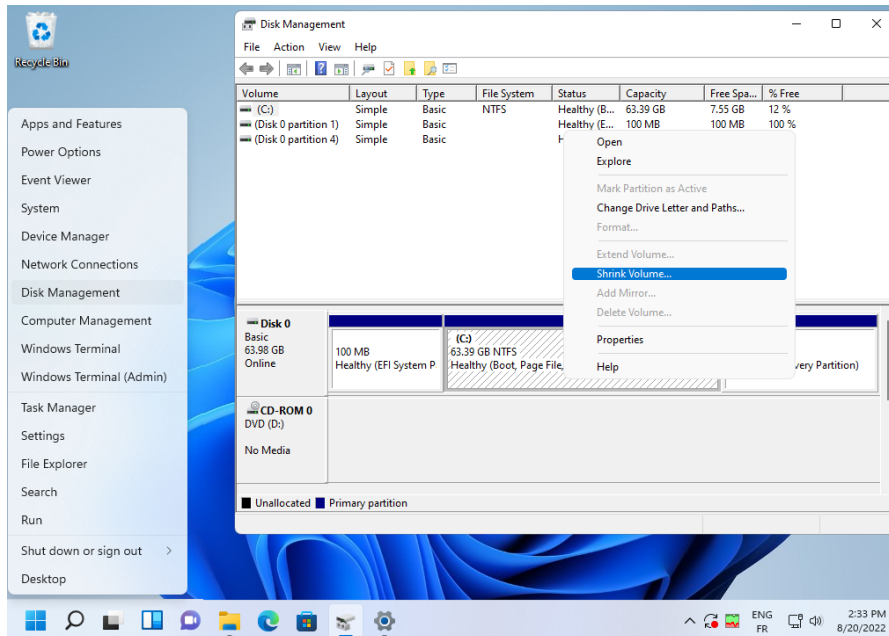 Recycle Bin
Apps and Features
Power Options
Event Viewer
System
Device Manager
Network Connections
Disk Management
Computer Management
Windows Terminal
Windows Terminal (Admin)
Task Manager
Settings
File Explorer
Search
Run
Shut down or sign out
Desktop
Disk Management
File Action View Help
Volume Layout Type File System Status Capacity Free Spa... % Free
(C:) Simple Basic NTFS Healthy (B... 63.39 GB 7.55 GB 12 %
(Disk 0 partition 1) Simple Basic Healthy (E... 100 MB 100 MB 100 %
(Disk 0 partition 4) Simple Basic
Open
Explore
Mark Partition as Active
Change Drive Letter and Paths...
Format...
Extend Volume...
Shrink Volume...
Add Mirror...
Delete Volume...
Properties
Help
Disk 0
Basic
63.98 GB
Online
100 MB
Healthy (EFI System P
(C:)
63.39 GB NTFS
Healthy (Boot, Page File,
very Partition)
CD-ROM 0
DVD (D:)
No Media
Unallocated Primary partition
ENG
FR
2:33 PM
8/20/2022